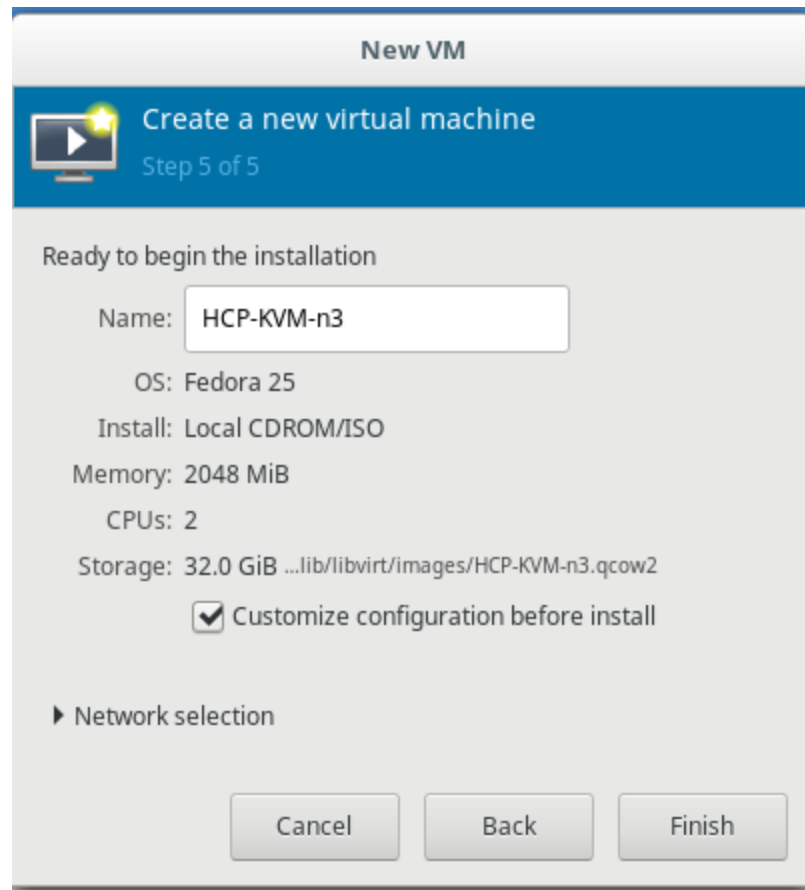 New VM
Create a new virtual machine
Step 5 of 5
Ready to begin the installation
Name: HCP-KVM-n3
OS: Fedora 25
Install: Local CDROM/ISO
Memory: 2048 MiB
CPUs: 2
Storage: 32.0 GiB ...lib/libvirt/images/HCP-KVM-n3.qcow2
Customize configuration before install
Network selection
Cancel Back Finish